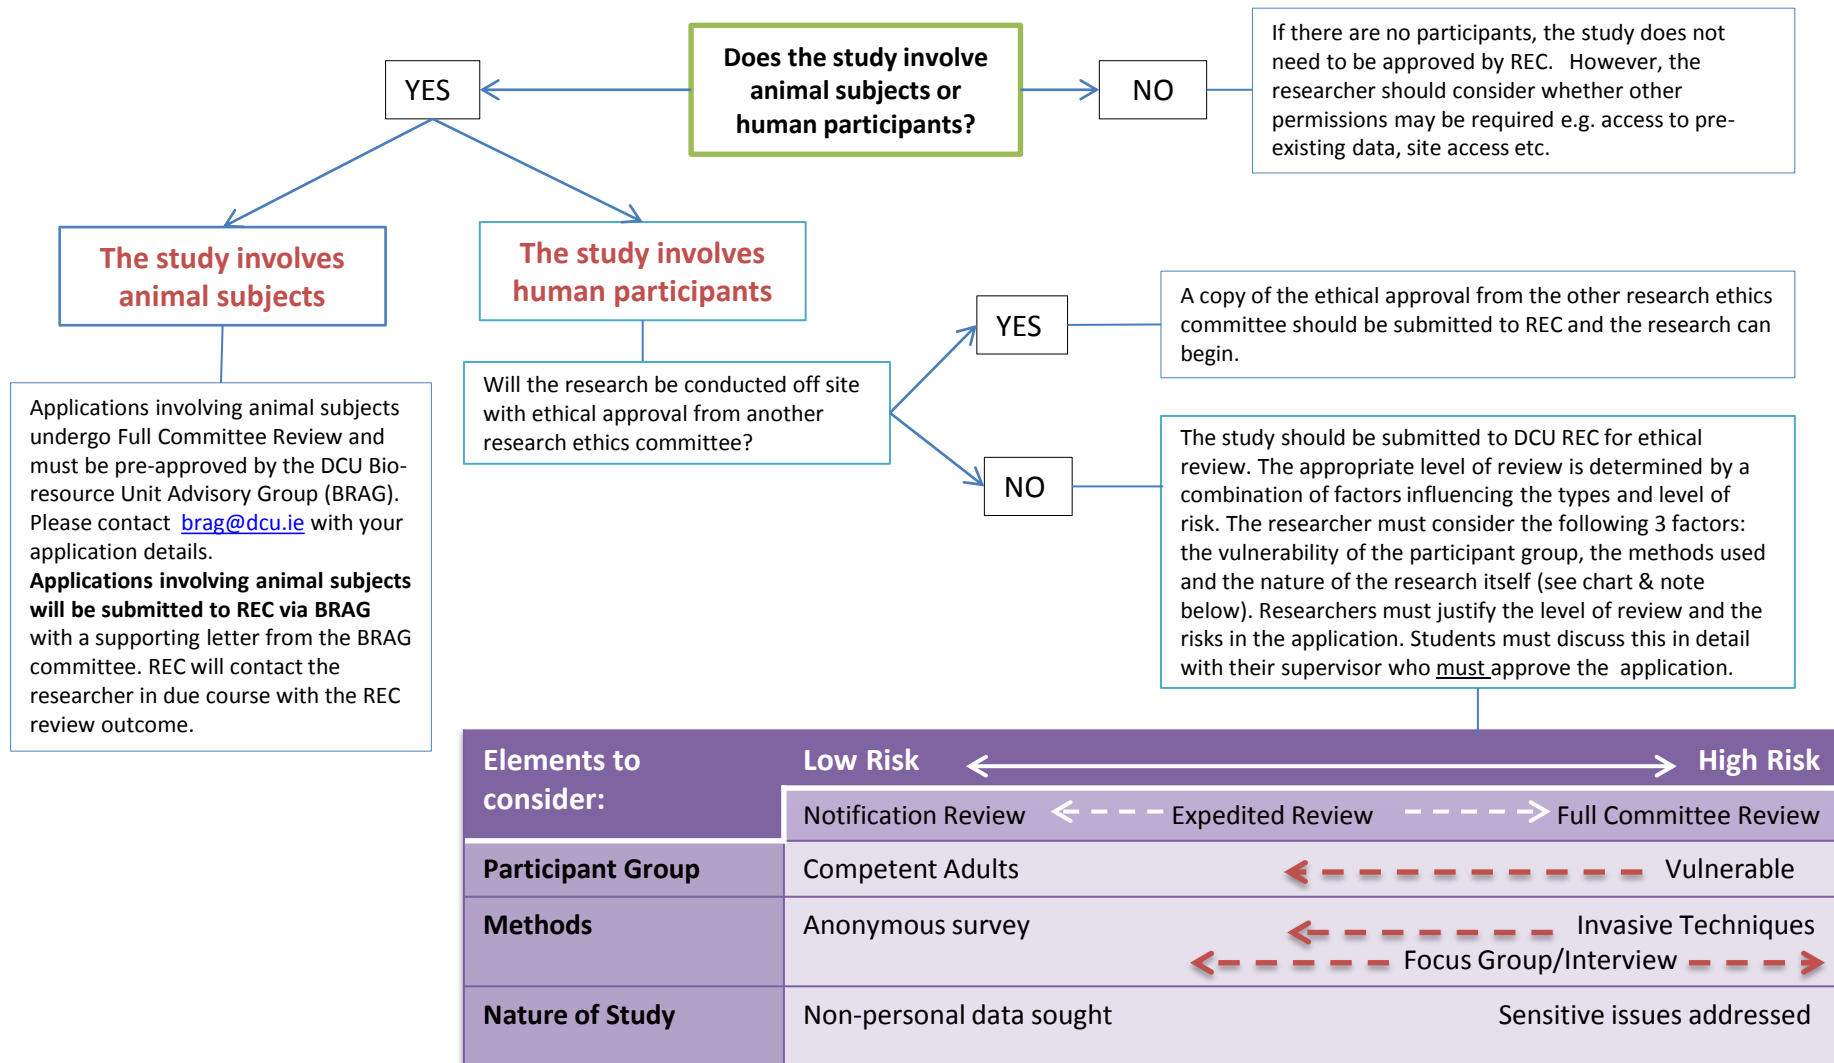 Does the study involve
animal subjects or
human participants?
YES
NO
If there are no participants, the study does not
need to be approved by REC. However, the
researcher should consider whether other
permissions may be required e.g. access to pre-
existing data, site access etc.
The study involves
animal subjects
The study involves
human participants
Applications involving animal subjects
undergo Full Committee Review and
must be pre-approved by the DCU Bio-
resource Unit Advisory Group (BRAG).
Please contact brag@dcu.ie with your
application details.
Applications involving animal subjects
will be submitted to REC via BRAG
with a supporting letter from the BRAG
committee. REC will contact the
researcher in due course with the REC
review outcome.
Will the research be conducted off site
with ethical approval from another
research ethics committee?
YES
A copy of the ethical approval from the other research ethics
committee should be submitted to REC and the research can
begin.
NO
The study should be submitted to DCU REC for ethical
review. The appropriate level of review is determined by a
combination of factors influencing the types and level of
risk. The researcher must consider the following 3 factors:
the vulnerability of the participant group, the methods used
and the nature of the research itself (see chart & note
below). Researchers must justify the level of review and the
risks in the application. Students must discuss this in detail
with their supervisor who must approve the application.
Elements to
consider:
Low Risk High Risk
Notification Review Expedited Review Full Committee Review
Participant Group Competent Adults Vulnerable
Methods Anonymous survey Invasive Techniques
Focus Group/Interview
Nature of Study Non-personal data sought Sensitive issues addressed